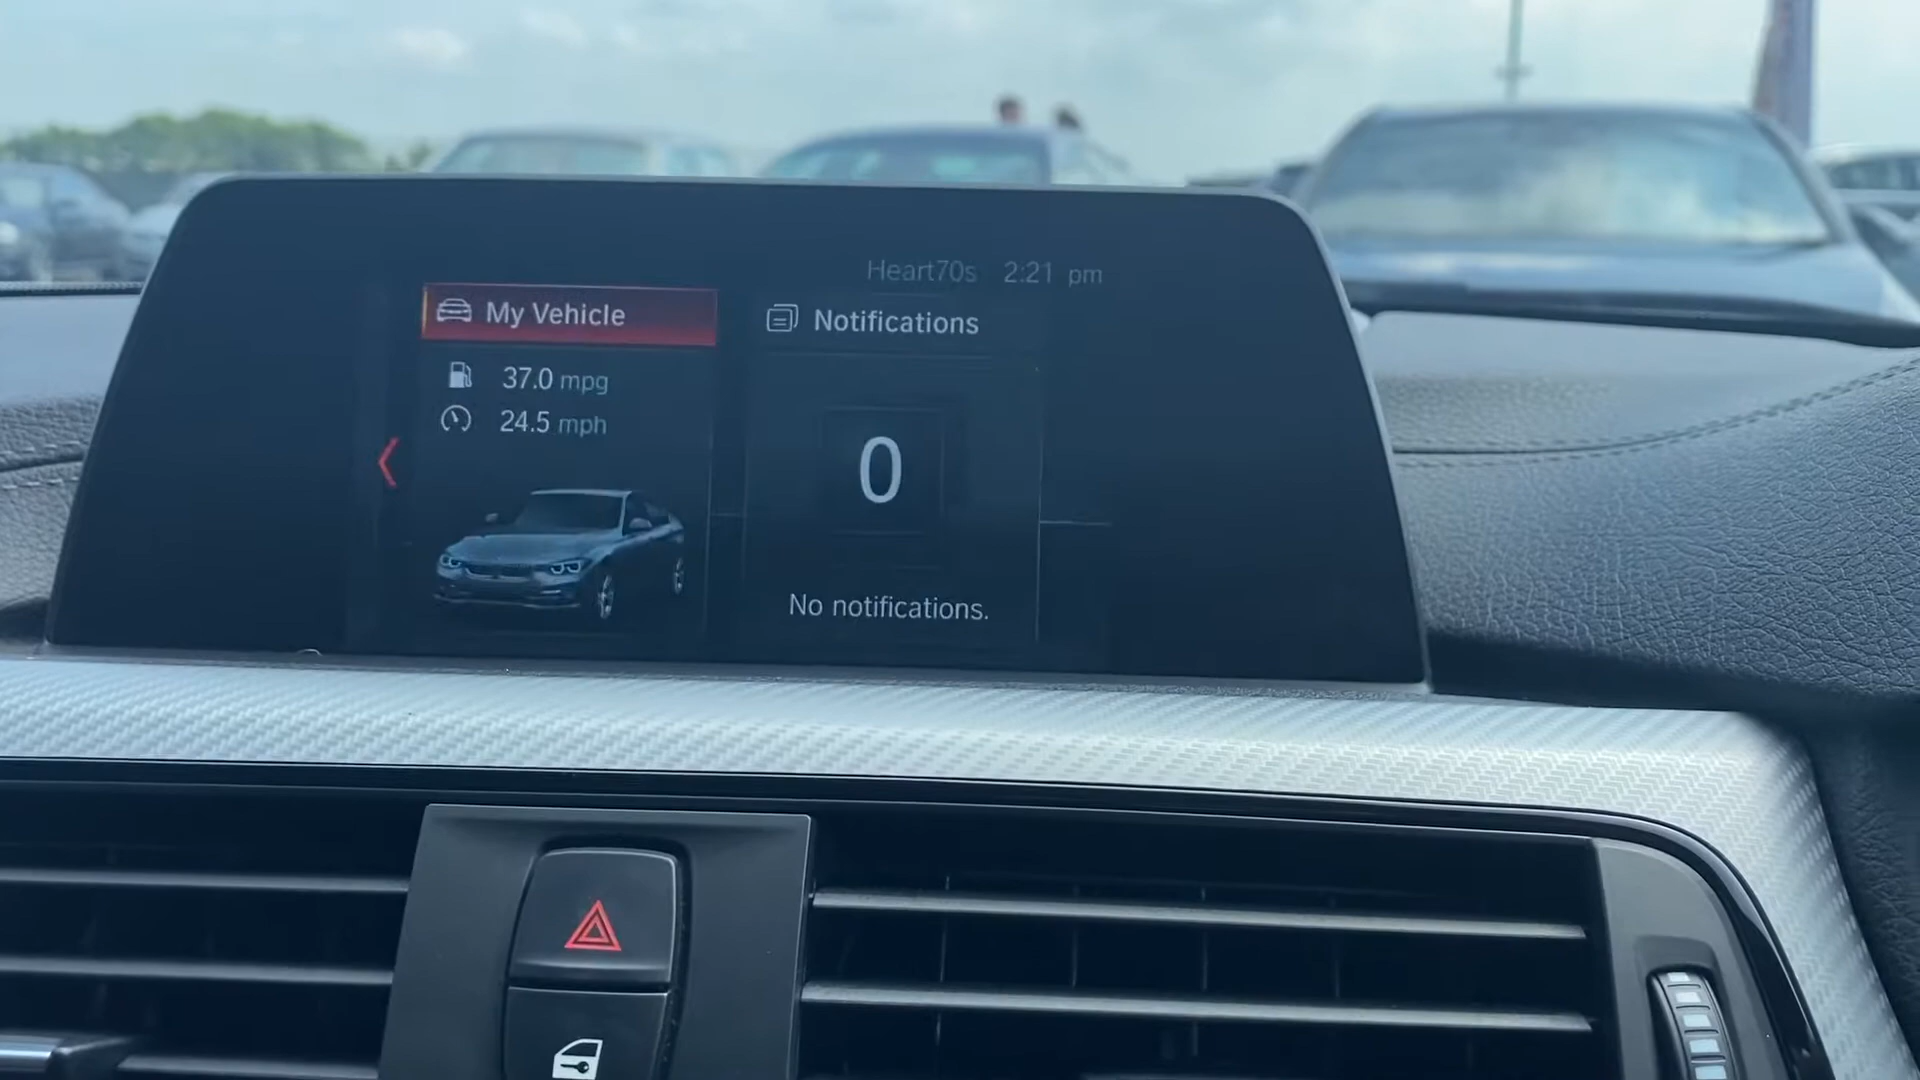 Heart70s 2:21 pm
My Vehicle
Notifications
37.0 mpg
24.5 mph
0
No notifications.